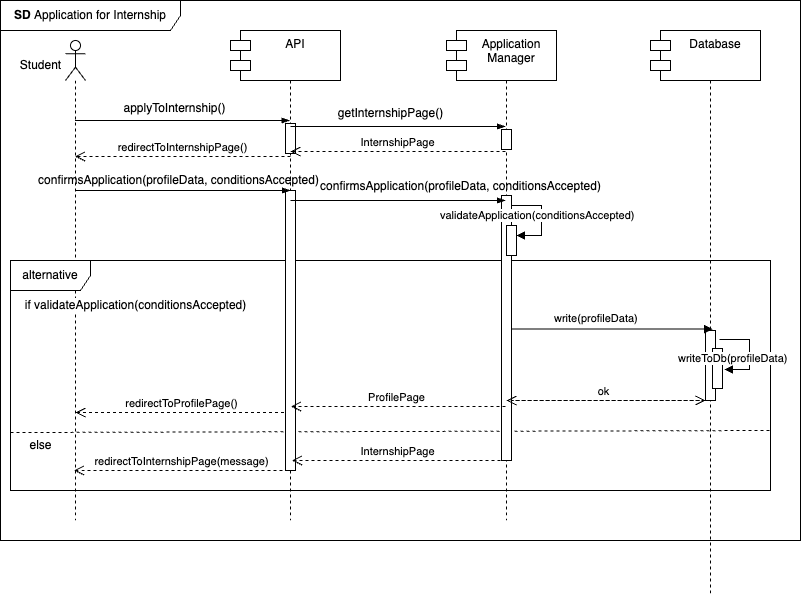 SD Application for Internship
Student
API
Application
Manager
Database
applyToInternship()
getInternshipPage()
redirectToInternshipPage()
InternshipPage
confirmsApplication(profileData, conditionsAccepted)
confirmsApplication(profileData, conditionsAccepted)
validateApplication(conditionsAccepted)
alternative
if validateApplication(conditionsAccepted)
write(profileData)
writeToDb(profileData)
ok
ProfilePage
redirectToProfilePage()
else
InternshipPage
redirectToInternshipPage(message)